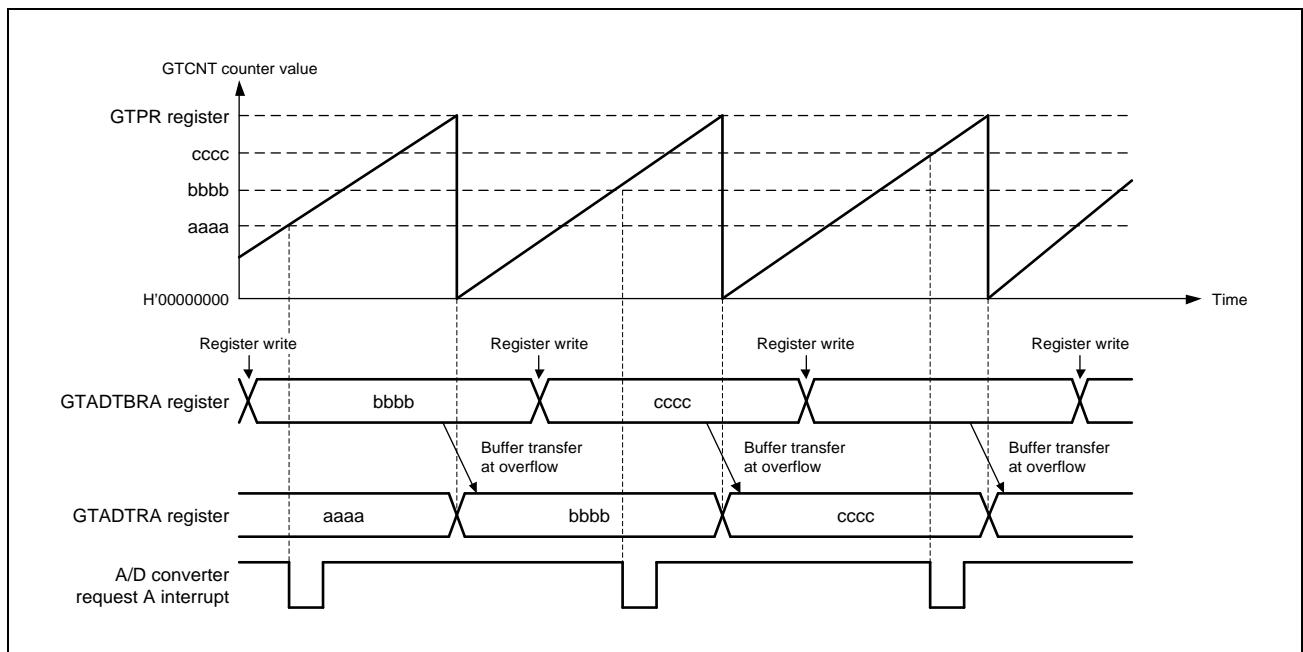 GTCNT counter value
GTPR register
cccc
bbbb
aaaa
H'00000000
Time
Register write
Register write
Register write
Register write
GTADTBRA register
bbbb
cccc
Buffer transfer
at overflow
Buffer transfer
at overflow
Buffer transfer
at overflow
GTADTRA register
aaaa
bbbb
cccc
A/D converter
request A interrupt